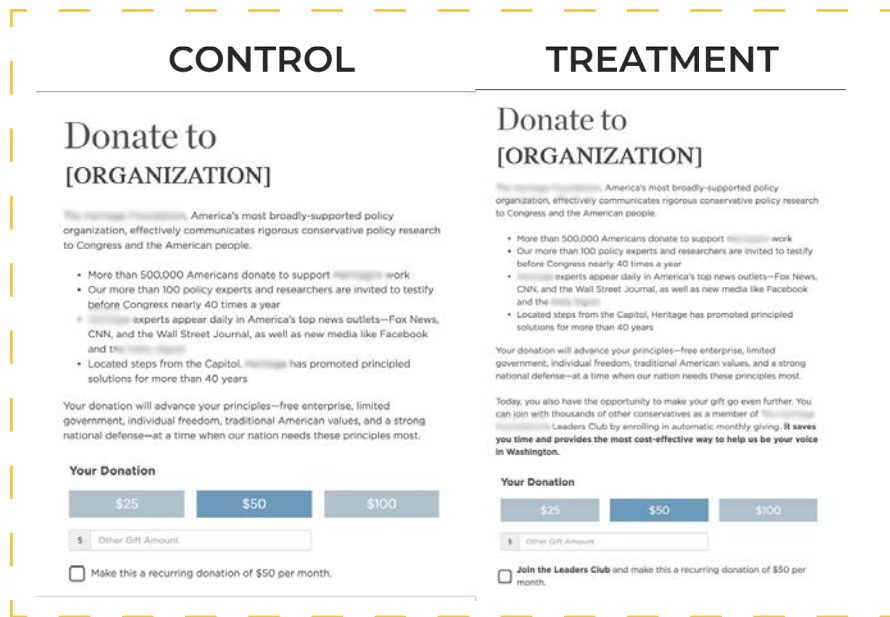 CONTROL
Donate to
[ORGANIZATION]
America's most broadly-supported policy
organization, effectively communicates rigorous conservative policy research
to Congress and the American people.
• More than 500,000 Americans donate to support work
• Our more than 100 policy experts and researchers are invited to testify
before Congress nearly 40 times a year
• experts appear daily in America's top news outlets—Fox News,
CNN, and the Wall Street Journal, as well as new media like Facebook
and
• Located steps from the Capitol, has promoted principled
solutions for more than 40 years
Your donation will advance your principles—free enterprise, limited
government, individual freedom, traditional American values, and a strong
national defense—at a time when our nation needs these principles most.
Your Donation
$25 $50 $100
$ Other Gift Amount
Make this a recurring donation of $50 per month.
TREATMENT
Donate to
[ORGANIZATION]
America's most broadly-supported policy
organization, effectively communicates rigorous conservative policy research
to Congress and the American people.
• More than 500,000 Americans donate to support work
• Our more than 100 policy experts and researchers are invited to testify
before Congress nearly 40 times a year
• experts appear daily in America's top news outlets—Fox News,
CNN, and the Wall Street Journal, as well as new media like Facebook
and the
• Located steps from the Capitol, Heritage has promoted principled
solutions for more than 40 years
Your donation will advance your principles—free enterprise, limited
government, individual freedom, traditional American values, and a strong
national defense—at a time when our nation needs these principles most.
Today, you also have the opportunity to make your gift go even further. You
can join with thousands of other conservatives as a member of
Leaders Club by enrolling in automatic monthly giving. It saves
you time and provides the most cost-effective way to help us be your voice
in Washington.
Your Donation
$25 $50 $100
$ Other Gift Amount
Join the Leaders Club and make this a recurring donation of $50 per
month.